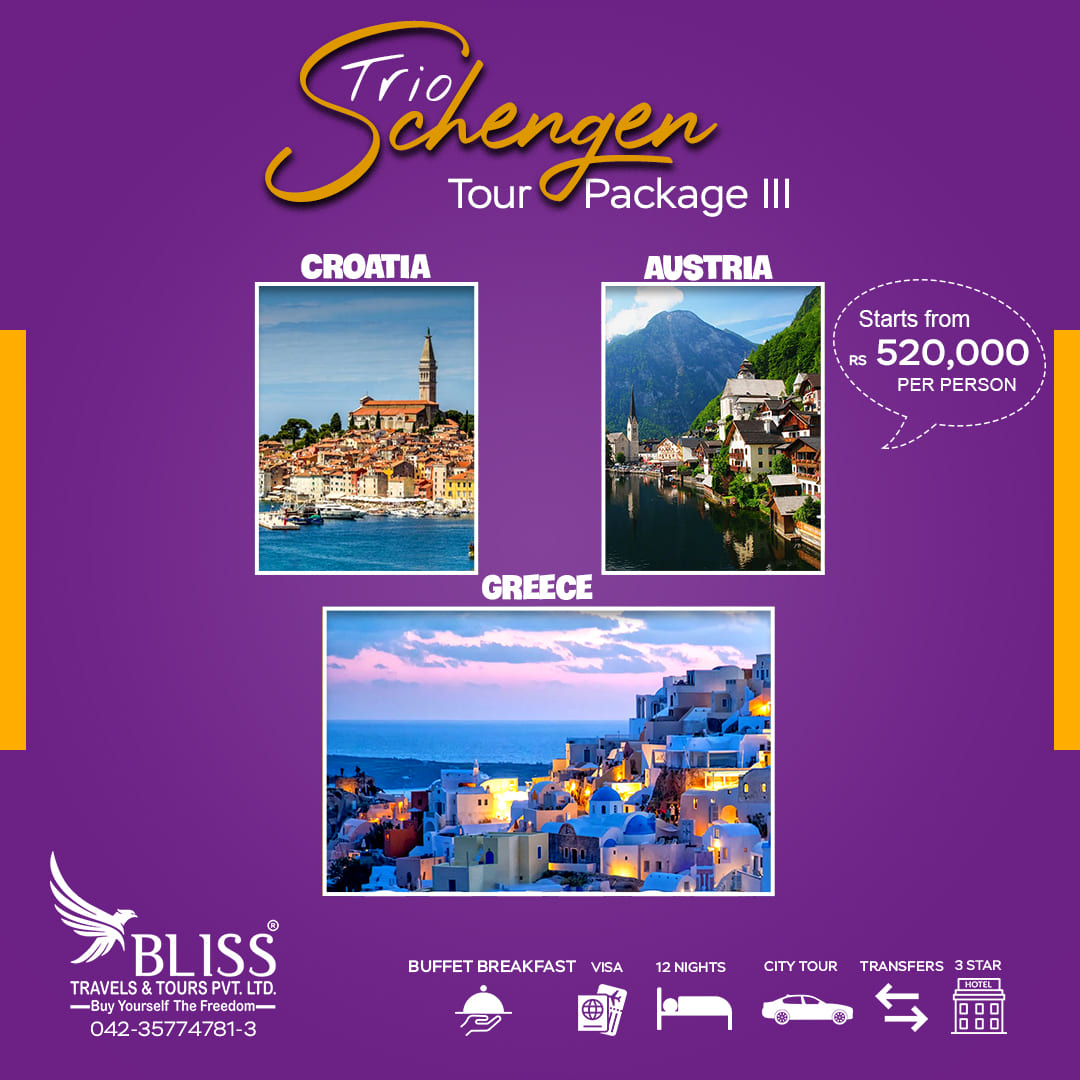 Trio
Schengen
Tour Package III
CROATIA
AUSTRIA
Starts from
RS 520,000
PER PERSON
GREECE
BLISS®
TRAVELS & TOURS PVT. LTD.
Buy Yourself The Freedom
042-35774781-3
BUFFET BREAKFAST VISA 12 NIGHTS CITY TOUR TRANSFERS 3 STAR
HOTEL